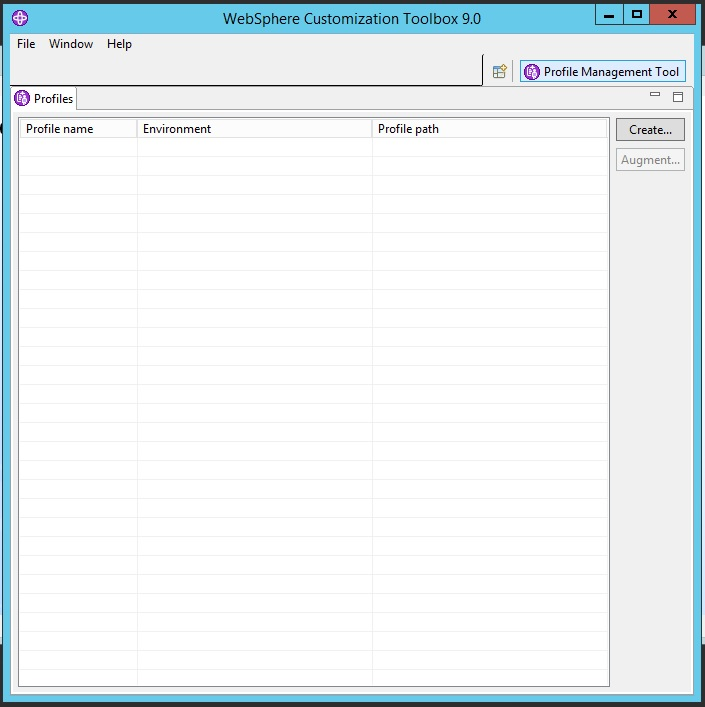 WebSphere Customization Toolbox 9.0
File Window Help
Profile Management Tool
Profiles
Profile name Environment Profile path
Create...
Augment...